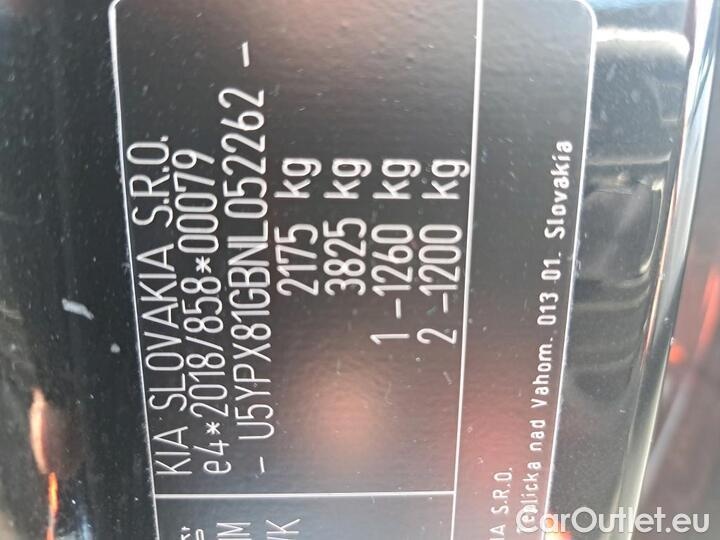 KIA SLOVAKIA S.R.O.
e4*2018/858*00079
- U5YPX81GBNL052262 -
2175 kg
3825 kg
1 -1260 kg
2 -1200 kg
S.R.O.
nad Vahom. 013 01. Slovakia
CarOutlet.eu